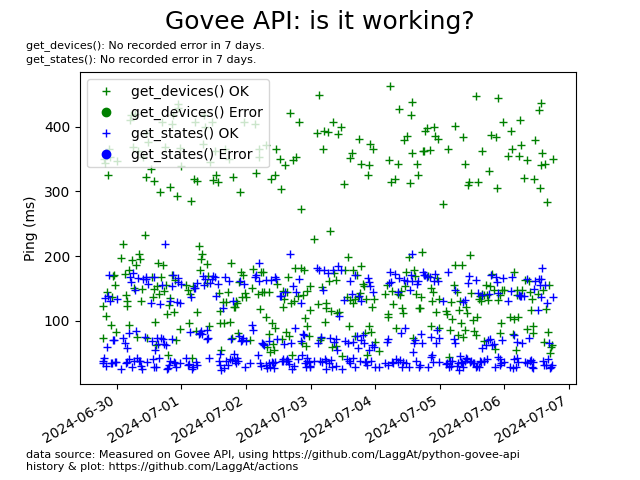 Govee API: is it working?
get_devices(): No recorded error in 7 days.
get_states(): No recorded error in 7 days.
get_devices() OK
get_devices() Error
get_states() OK
get_states() Error
Ping (ms)
400
300
200
100
2024-06-30
2024-07-01
2024-07-02
2024-07-03
2024-07-04
2024-07-05
2024-07-06
2024-07-07
data source: Measured on Govee API, using https://github.com/LaggAt/python-govee-api
history & plot: https://github.com/LaggAt/actions